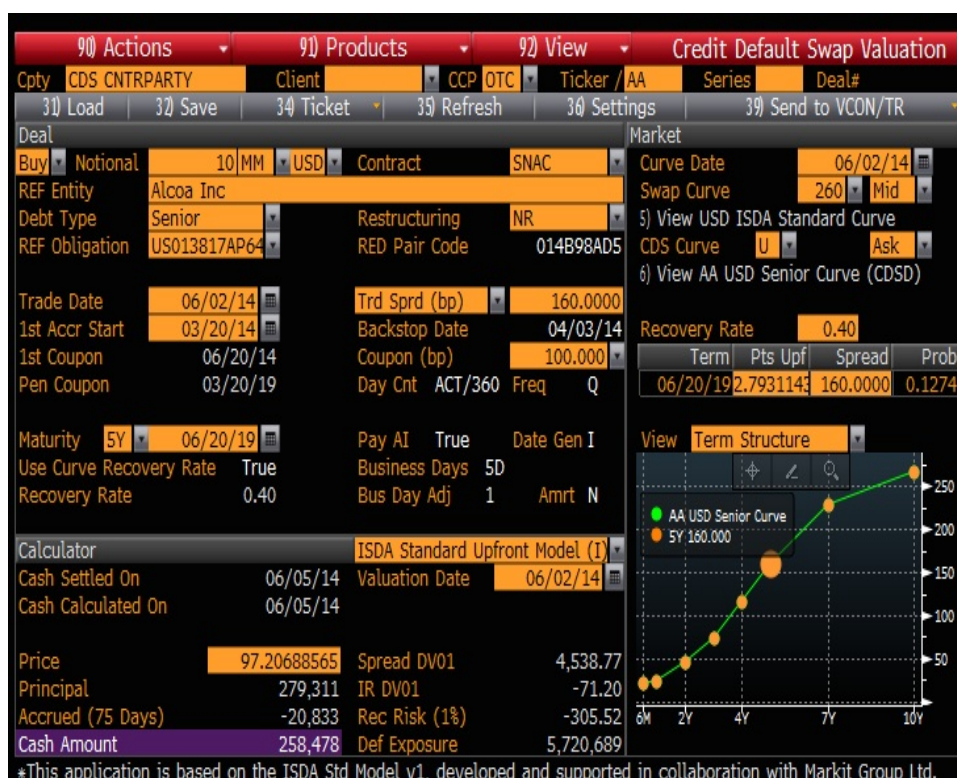 90) Actions 91) Products 92) View Credit Default Swap Valuation
Cpty CDS CNTRPARTY Client CCP OTC Ticker / AA Series Deal#
31) Load 32) Save 34) Ticket 35) Refresh 36) Settings 39) Send to VCON/TR
Deal
Buy Notional 10 MM USD Contract SNAC
REF Entity Alcoa Inc
Debt Type Senior Restructuring NR
REF Obligation US013817AP64 RED Pair Code 014B98AD5
Trade Date 06/02/14 Trd Sprd (bp) 160.0000
1st Accr Start 03/20/14 Backstop Date 04/03/14
1st Coupon 06/20/14 Coupon (bp) 100.000
Pen Coupon 03/20/19 Day Cnt ACT/360 Freq Q
Maturity 5Y 06/20/19 Pay AI True Date Gen I
Use Curve Recovery Rate True Business Days 5D
Recovery Rate 0.40 Bus Day Adj 1 Amrt N
Market
Curve Date 06/02/14
Swap Curve 260 Mid
5) View USD ISDA Standard Curve
CDS Curve U Ask
6) View AA USD Senior Curve (CDSD)
Recovery Rate 0.40
Term Pts Upf Spread Prob
06/20/19 2.7931143 160.0000 0.1274
View Term Structure
AA USD Senior Curve
5Y 160.000
250
200
150
100
50
6M 2Y 4Y 7Y 10Y
Calculator ISDA Standard Upfront Model (I)
Cash Settled On 06/05/14 Valuation Date 06/02/14
Cash Calculated On 06/05/14
Price 97.20688565 Spread DV01 4,538.77
Principal 279,311 IR DV01 -71.20
Accrued (75 Days) -20,833 Rec Risk (1%) -305.52
Cash Amount 258,478 Def Exposure 5,720,689
*This application is based on the ISDA Std Model v1, developed and supported in collaboration with Markit Group Ltd.